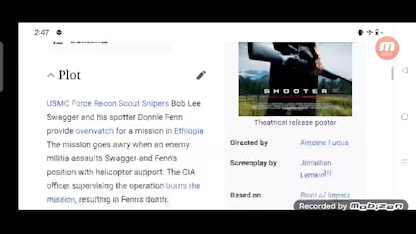 2:47
Plot
USMC Force Recon Scout Snipers Bob Lee
Swagger and his spotter Donnie Fenn
provide overwatch for a mission in Ethiopia.
The mission goes awry when an enemy
militia assaults Swagger and Fenn's
position with helicopter support. The CIA
officer supervising the operation burns the
mission, resulting in Fenn's death.
SHOOTER
Theatrical release poster
Directed by Antoine Fuqua
Screenplay by Jonathan
Lemkin[1]
Based on Point of Impact
Recorded by Mobizen